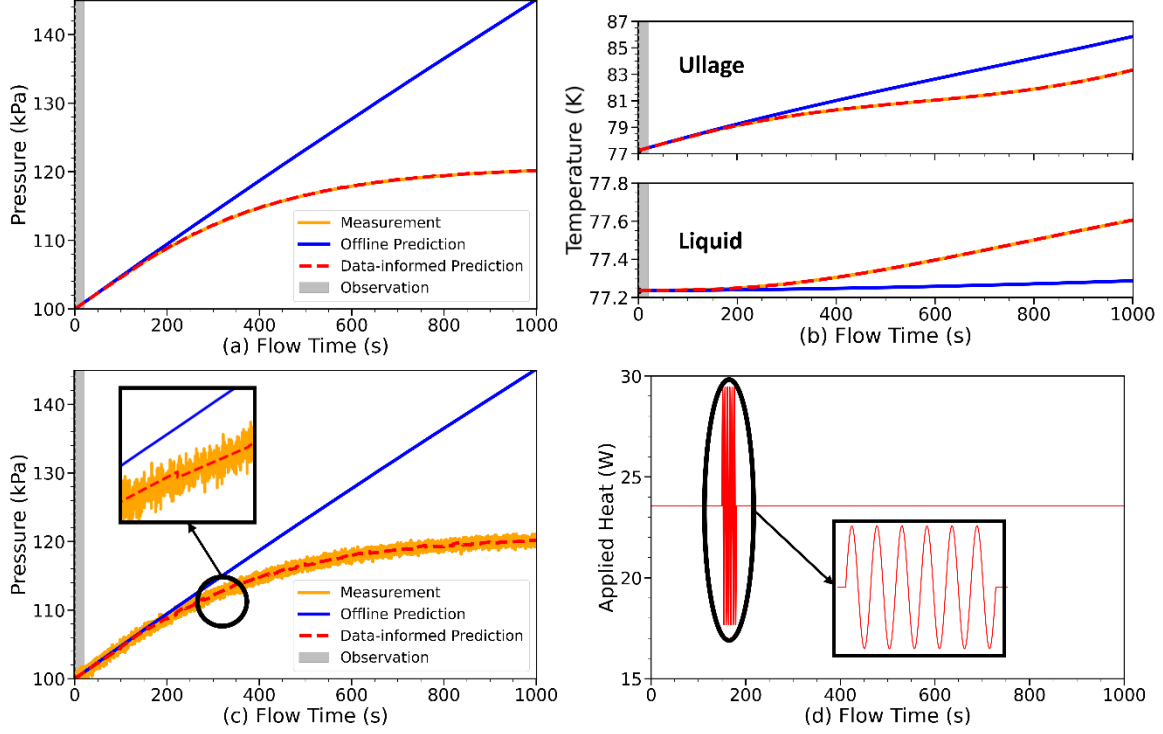 140
130
120
110
100
Pressure (kPa)
Measurement
Offline Prediction
Data-informed Prediction
Observation
0 200 400 600 800 1000
(a) Flow Time (s)
87
85
83
81
79
77
Ullage
Temperature (K)
77.8
77.6
77.4
77.2
Liquid
0 200 400 600 800 1000
(b) Flow Time (s)
140
130
120
110
100
Pressure (kPa)
Measurement
Offline Prediction
Data-informed Prediction
Observation
0 200 400 600 800 1000
(c) Flow Time (s)
30
25
20
15
Applied Heat (W)
0 200 400 600 800 1000
(d) Flow Time (s)